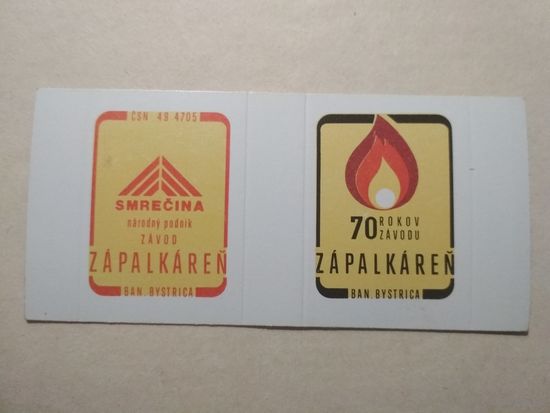 ČSN 49 4705
SMREČINA
národný podnik
ZÁVOD
ZÁPALKÁREŇ
BAN. BYSTRICA
70 ROKOV
ZÁVODU
ZÁPALKÁREŇ
BAN. BYSTRICA